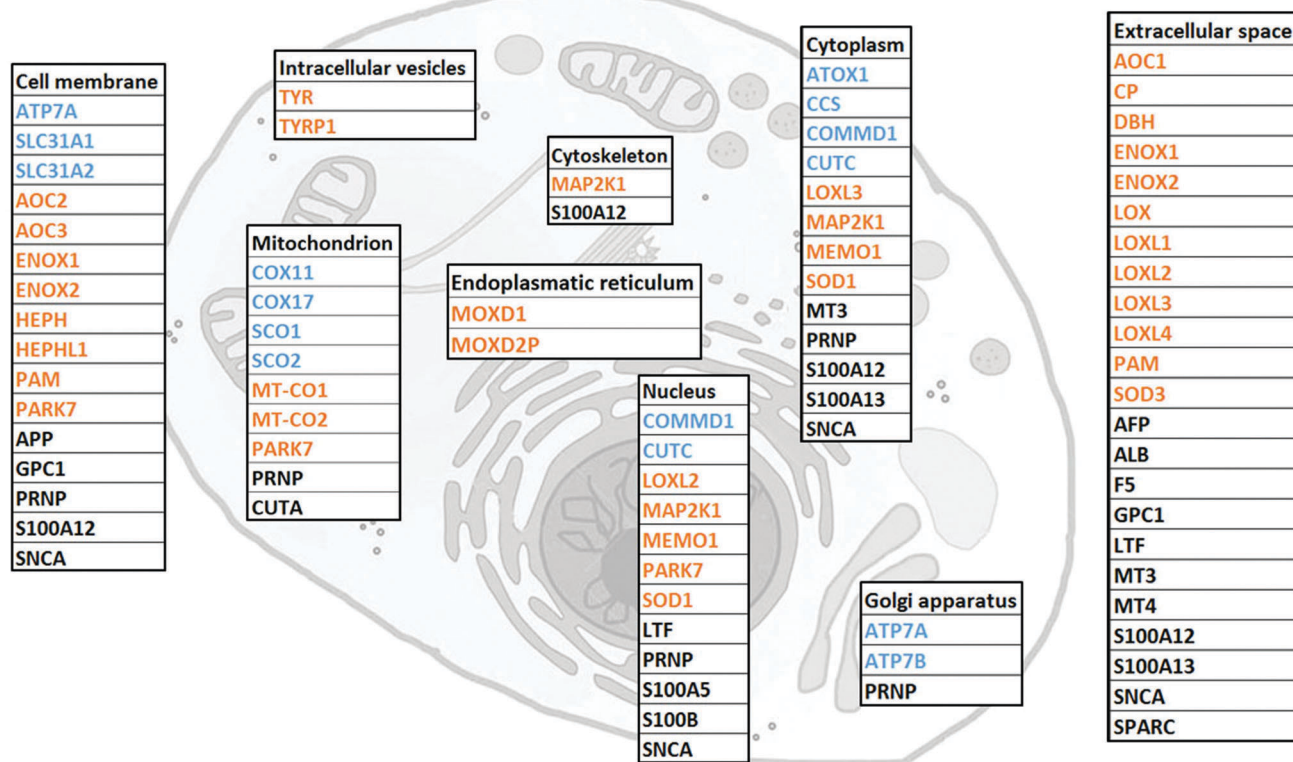 Cell membrane
ATP7A
SLC31A1
SLC31A2
AOC2
AOC3
ENOX1
ENOX2
HEPH
HEPHL1
PAM
PARK7
APP
GPC1
PRNP
S100A12
SNCA
Intracellular vesicles
TYR
TYRP1
Mitochondrion
COX11
COX17
SCO1
SCO2
MT-CO1
MT-CO2
PARK7
PRNP
CUTA
Cytoskeleton
MAP2K1
S100A12
Endoplasmatic reticulum
MOXD1
MOXD2P
Nucleus
COMMD1
CUTC
LOXL2
MAP2K1
MEMO1
PARK7
SOD1
LTF
PRNP
S100A5
S100B
SNCA
Cytoplasm
ATOX1
CCS
COMMD1
CUTC
LOXL3
MAP2K1
MEMO1
SOD1
MT3
PRNP
S100A12
S100A13
SNCA
Golgi apparatus
ATP7A
ATP7B
PRNP
Extracellular space
AOC1
CP
DBH
ENOX1
ENOX2
LOX
LOXL1
LOXL2
LOXL3
LOXL4
PAM
SOD3
AFP
ALB
F5
GPC1
LTF
MT3
MT4
S100A12
S100A13
SNCA
SPARC